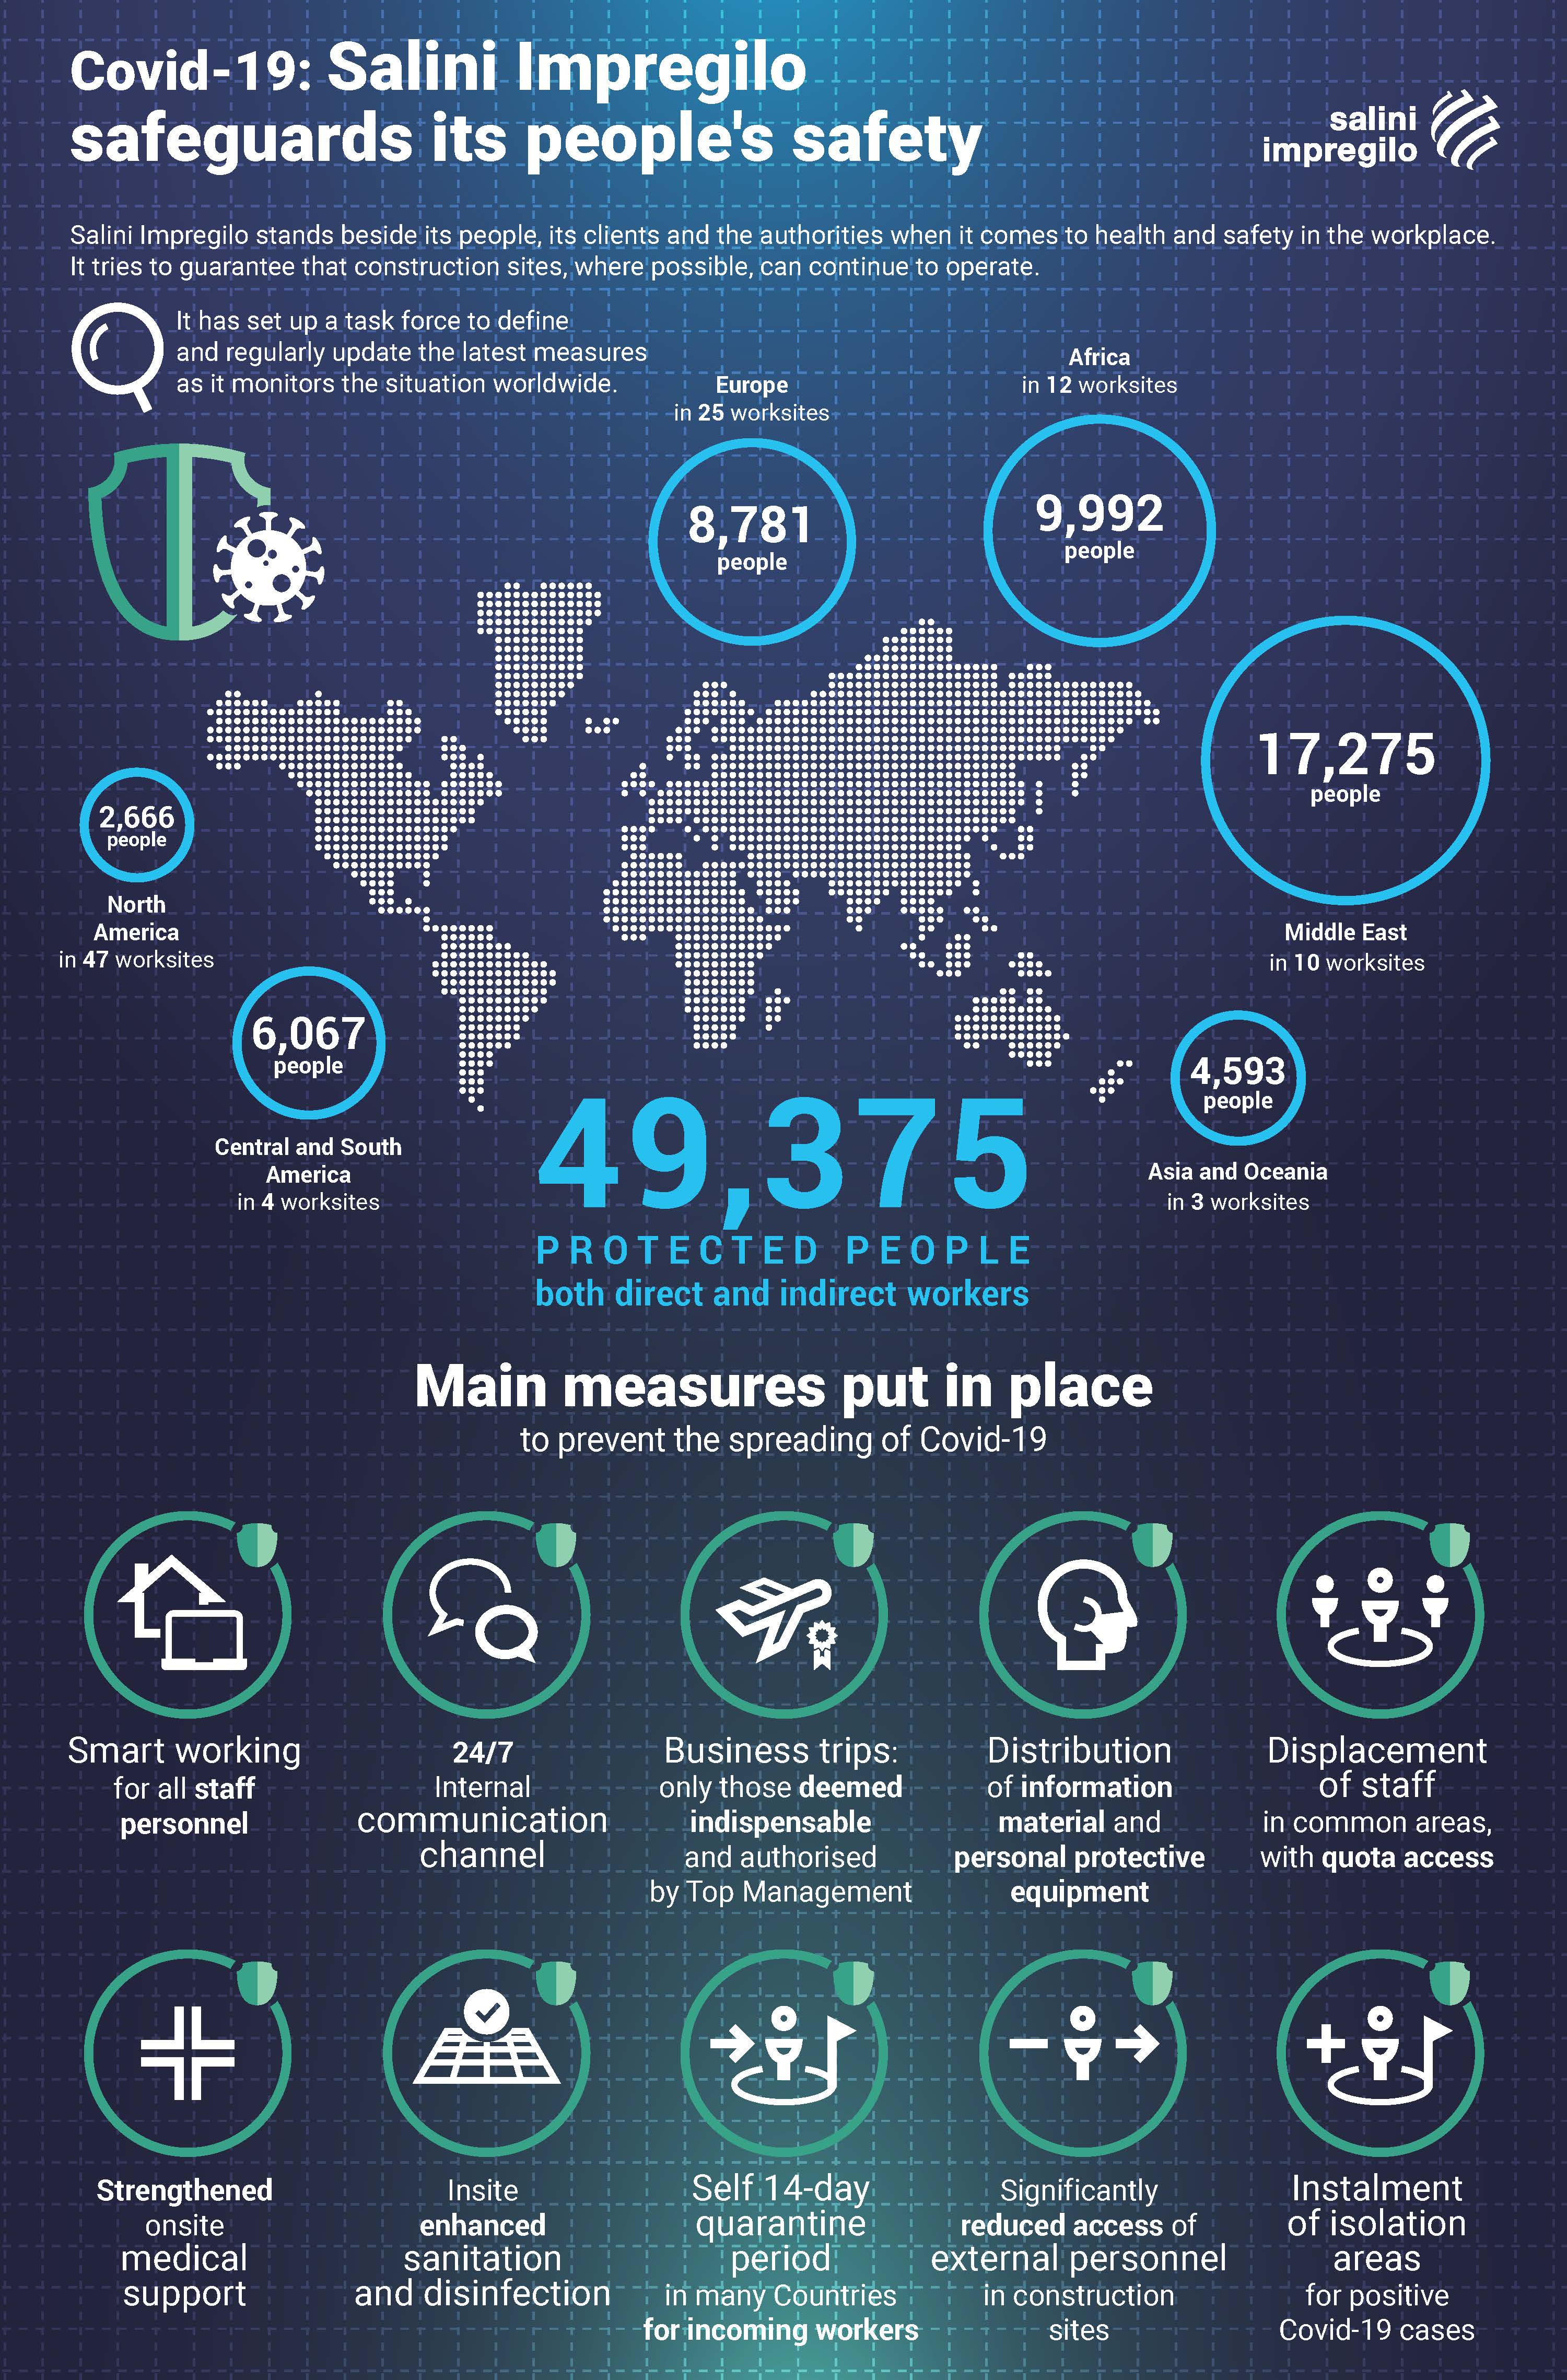 Covid-19: Salini Impregilo
safeguards its people's safety
salini
impregilo
Salini Impregilo stands beside its people, its clients and the authorities when it comes to health and safety in the workplace.
It tries to guarantee that construction sites, where possible, can continue to operate.
It has set up a task force to define
and regularly update the latest measures
as it monitors the situation worldwide.
Europe
in 25 worksites
8,781
people
Africa
in 12 worksites
9,992
people
17,275
people
Middle East
in 10 worksites
2,666
people
North
America
in 47 worksites
6,067
people
Central and South
America
in 4 worksites
4,593
people
Asia and Oceania
in 3 worksites
49,375
PROTECTED PEOPLE
both direct and indirect workers
Main measures put in place
to prevent the spreading of Covid-19
Smart working
for all staff
personnel
24/7
Internal
communication
channel
Business trips:
only those deemed
indispensable
and authorised
by Top Management
Distribution
of information
material and
personal protective
equipment
Displacement
of staff
in common areas,
with quota access
Strengthened
onsite
medical
support
Insite
enhanced
sanitation
and disinfection
Self 14-day
quarantine
period
in many Countries
for incoming workers
Significantly
reduced access of
external personnel
in construction
sites
Instalment
of isolation
areas
for positive
Covid-19 cases